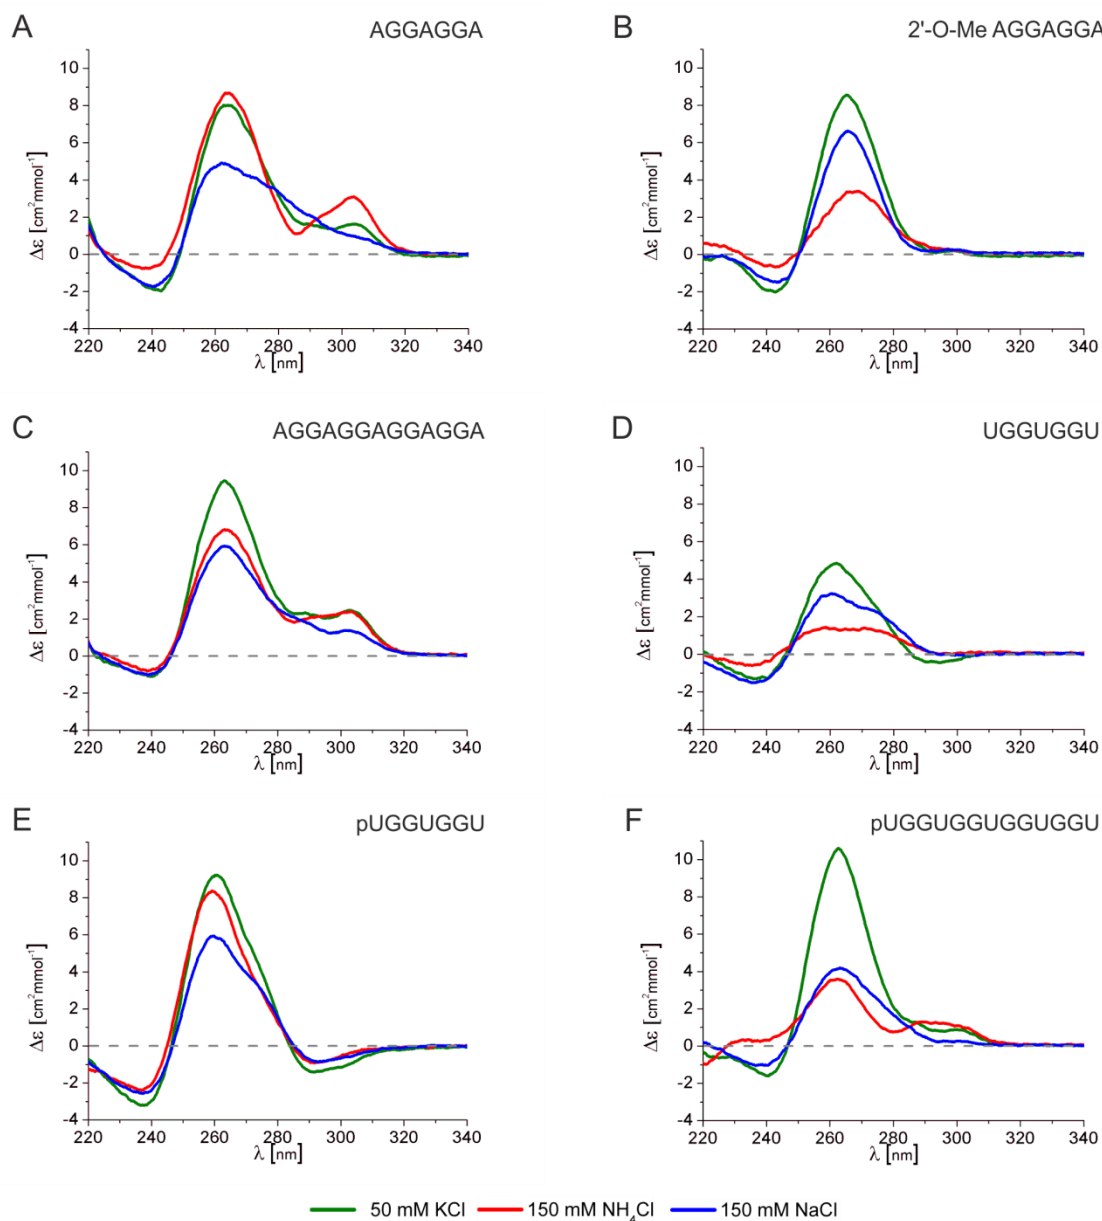 A AGGAGGA
10
8
6
4
2
0
-2
-4
Δε [cm²mmol⁻¹]
220 240 260 280 300 320 340
λ [nm]
B 2'-O-Me AGGAGGA
10
8
6
4
2
0
-2
-4
Δε [cm²mmol⁻¹]
220 240 260 280 300 320 340
λ [nm]
C AGGAGGAGGAGGA
10
8
6
4
2
0
-2
-4
Δε [cm²mmol⁻¹]
220 240 260 280 300 320 340
λ [nm]
D UGGUGGU
10
8
6
4
2
0
-2
-4
Δε [cm²mmol⁻¹]
220 240 260 280 300 320 340
λ [nm]
E pUGGUGGU
10
8
6
4
2
0
-2
-4
Δε [cm²mmol⁻¹]
220 240 260 280 300 320 340
λ [nm]
F pUGGUGGUGGUGGU
10
8
6
4
2
0
-2
-4
Δε [cm²mmol⁻¹]
220 240 260 280 300 320 340
λ [nm]
50 mM KCl 150 mM NH₄Cl 150 mM NaCl